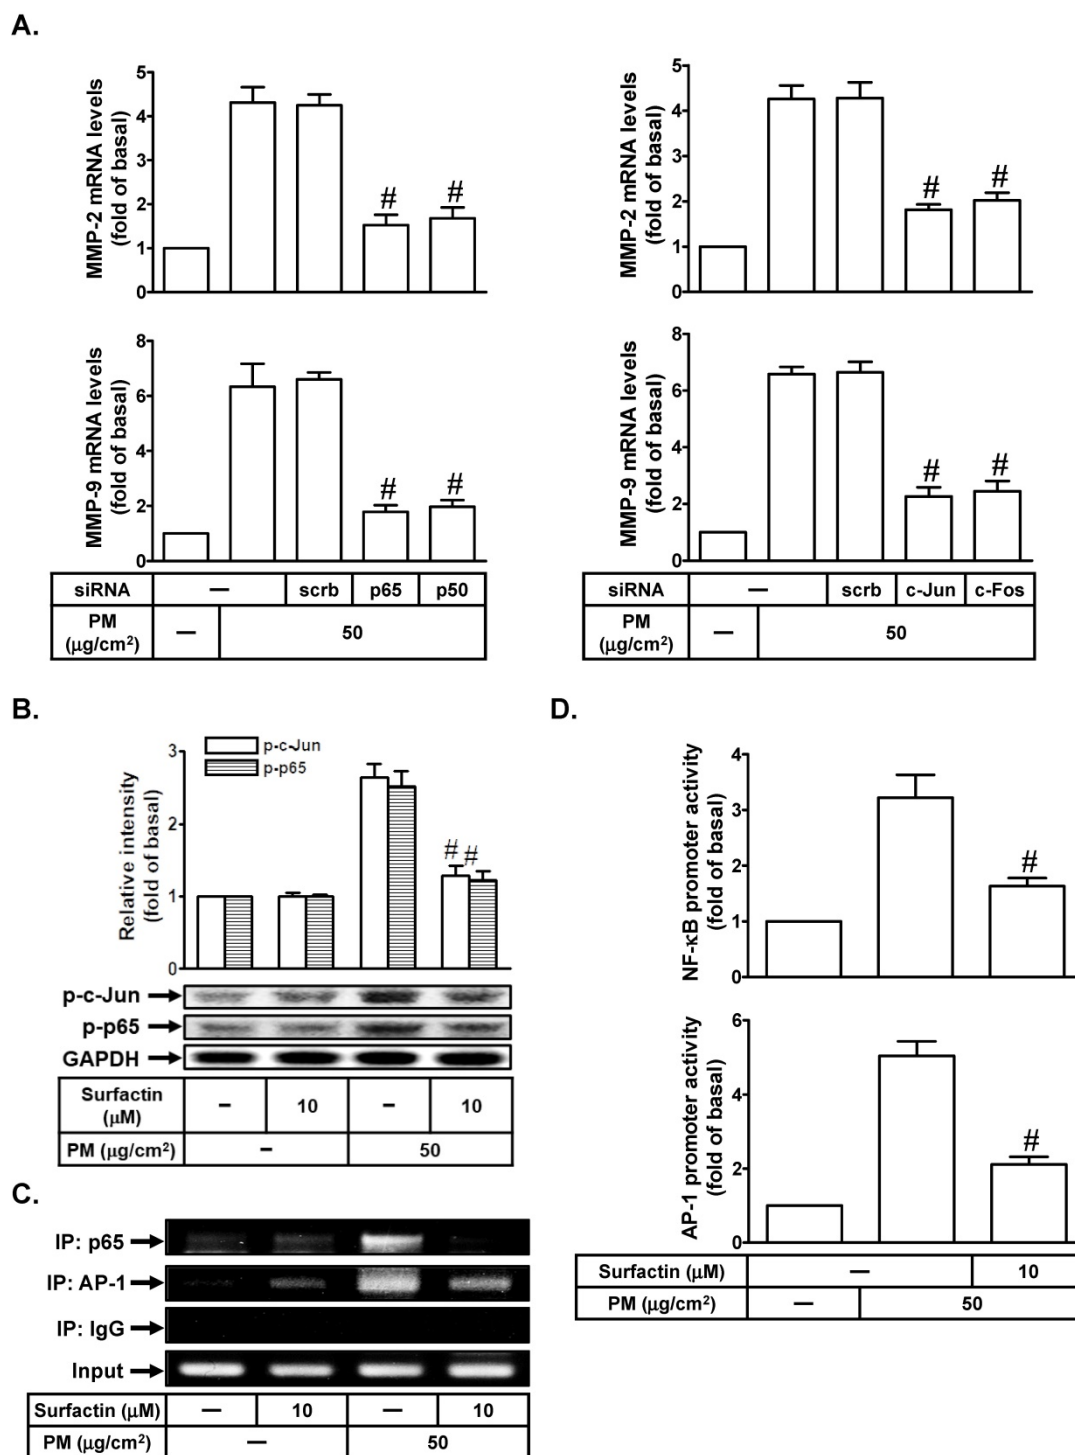 A.
MMP-2 mRNA levels
(fold of basal)
5
4
3
2
1
0
# #
MMP-2 mRNA levels
(fold of basal)
5
4
3
2
1
0
# #
MMP-9 mRNA levels
(fold of basal)
8
6
4
2
0
# #
MMP-9 mRNA levels
(fold of basal)
8
6
4
2
0
# #
siRNA — scrb p65 p50
PM
(μg/cm²) — 50
siRNA — scrb c-Jun c-Fos
PM
(μg/cm²) — 50
B.
Relative intensity
(fold of basal)
3
2
1
0
p-c-Jun
p-p65
# #
p-c-Jun
p-p65
GAPDH
Surfactin
(μM) – 10 – 10
PM (μg/cm²) – 50
C.
IP: p65
IP: AP-1
IP: IgG
Input
Surfactin (μM) — 10 — 10
PM (μg/cm²) — 50
D.
NF-κB promoter activity
(fold of basal)
4
3
2
1
0
#
AP-1 promoter activity
(fold of basal)
6
4
2
0
#
Surfactin (μM) — 10
PM (μg/cm²) — 50